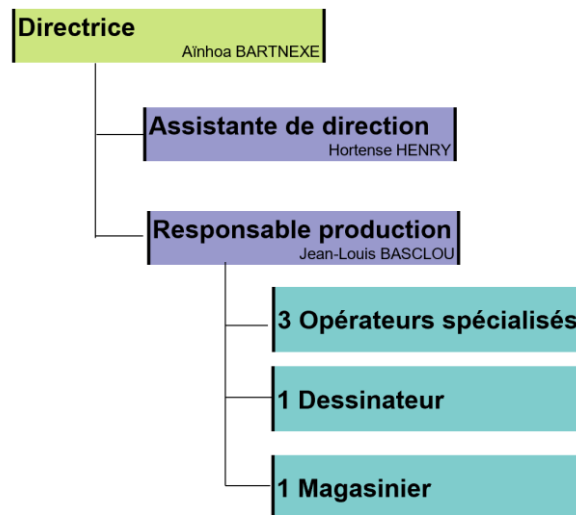 Directrice
Aïnhoa BARTNEXE
Assistante de direction
Hortense HENRY
Responsable production
Jean-Louis BASCLOU
3 Opérateurs spécialisés
1 Dessinateur
1 Magasinier